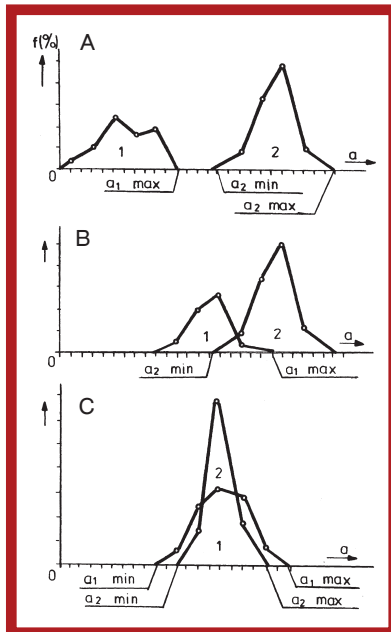 f(%) A
1 2 a
0
a₁ max a₂ min
a₂ max
B
1 2 a
0
a₂ min a₁ max
C
2
1 a
0
a₁ min a₁ max
a₂ min a₂ max